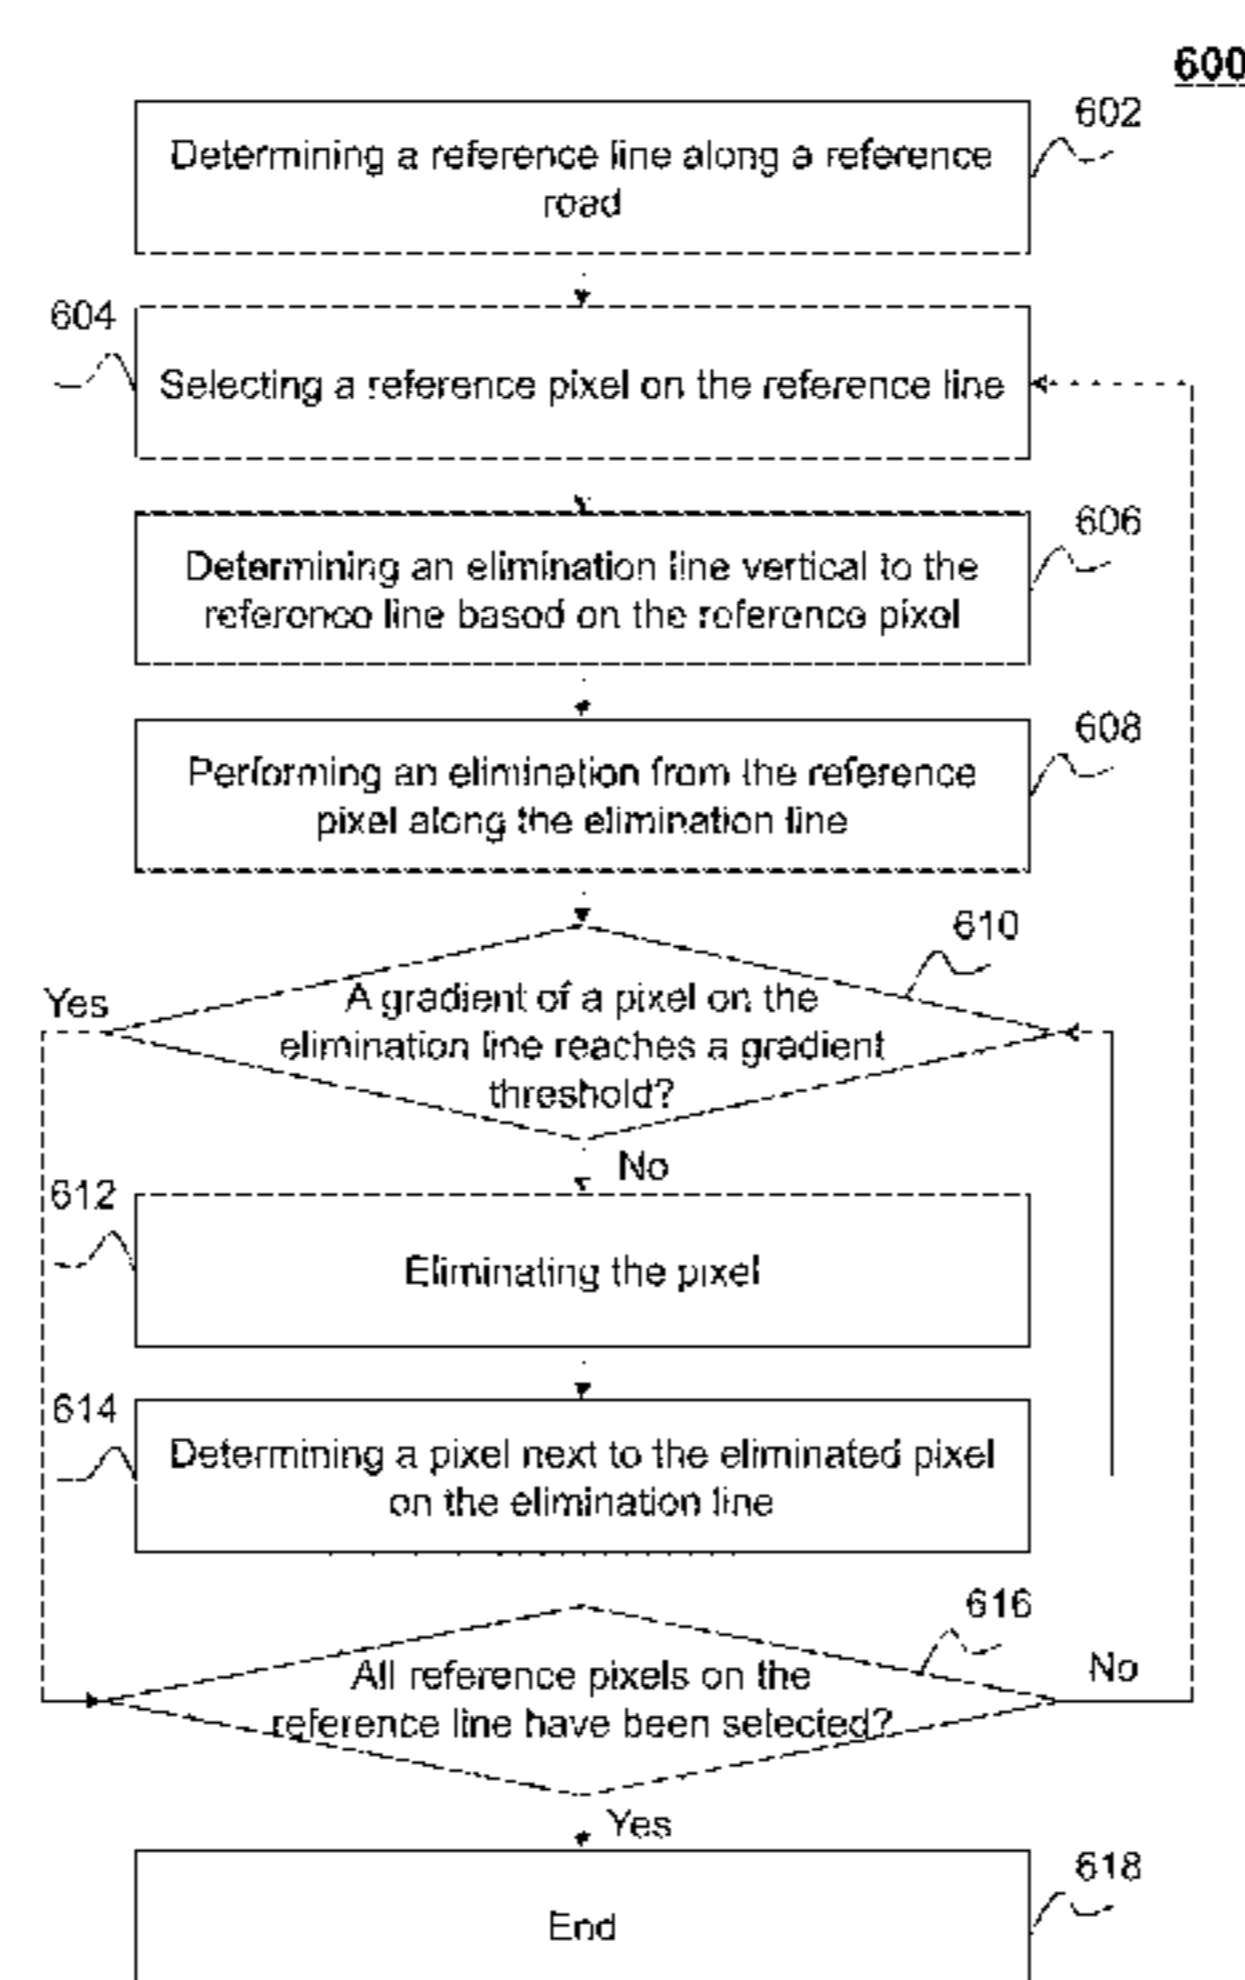 600
602
Determining a reference line along a reference
road
604
Selecting a reference pixel on the reference line
606
Determining an elimination line vertical to the
reference line based on the reference pixel
608
Performing an elimination from the reference
pixel along the elimination line
610
Yes
A gradient of a pixel on the
elimination line reaches a gradient
threshold?
No
612
Eliminating the pixel
614
Determining a pixel next to the eliminated pixel
on the elimination line
616
All reference pixels on the
reference line have been selected?
No
Yes
618
End